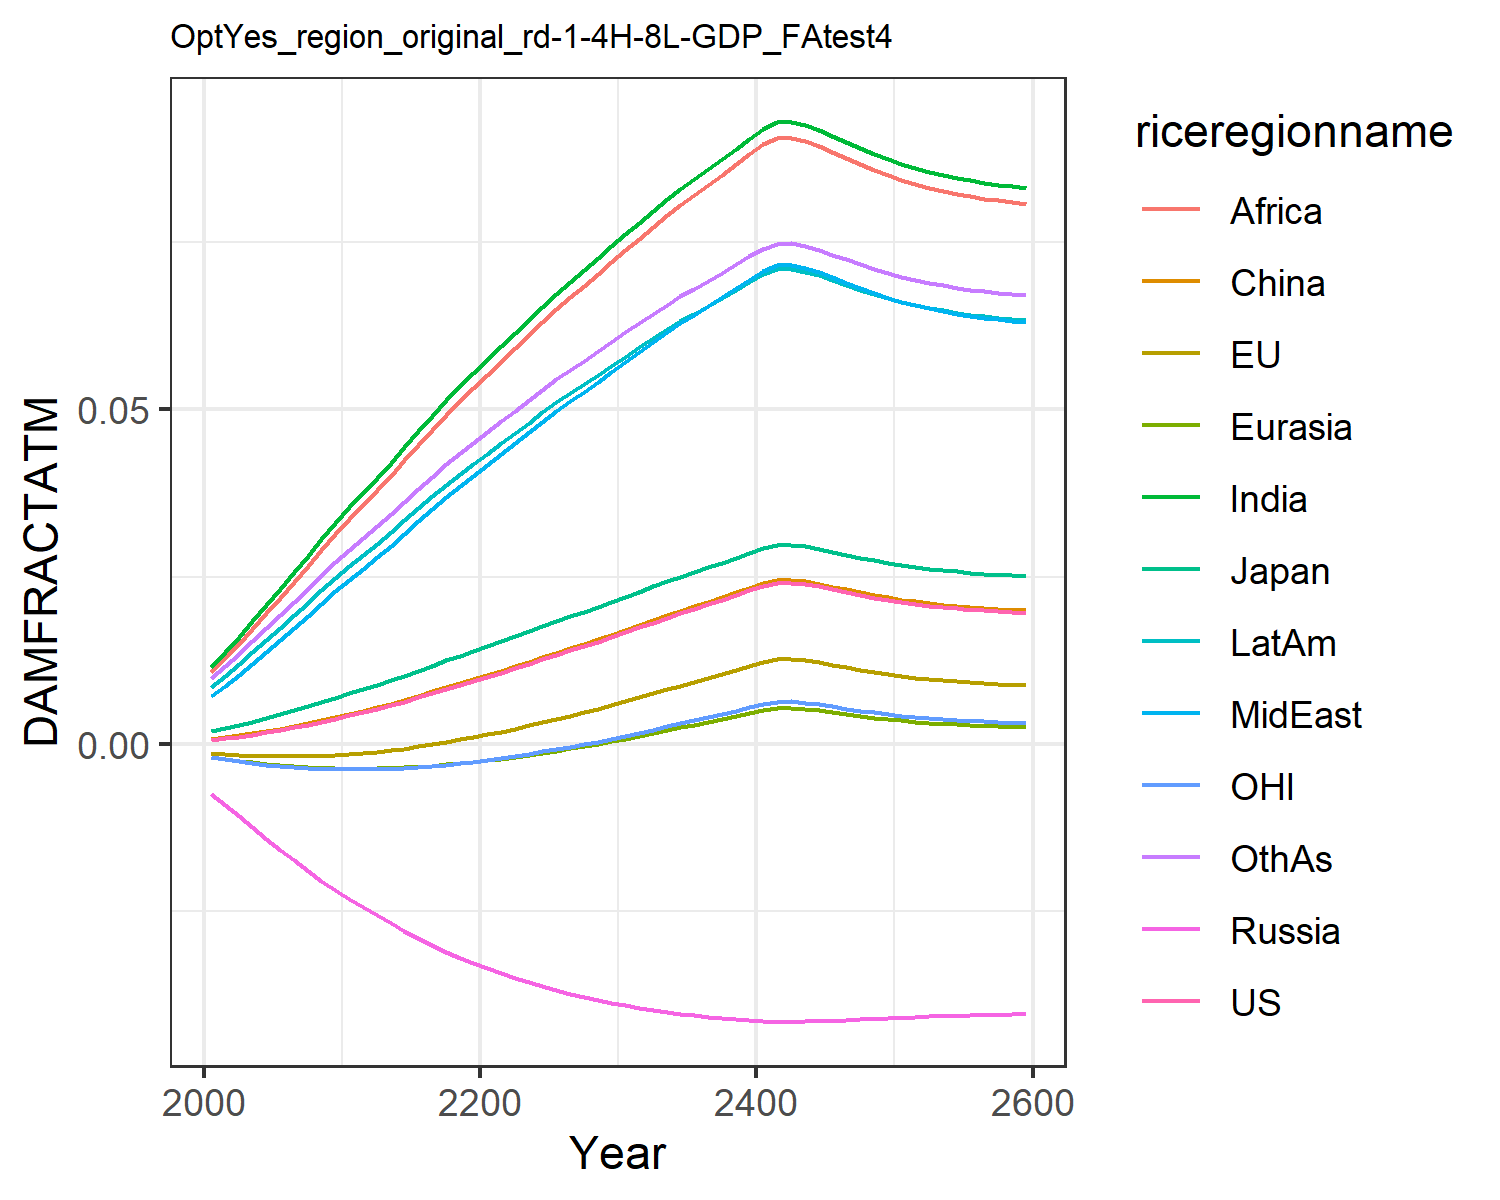 OptYes_region_original_rd-1-4H-8L-GDP_FAtest4
DAMFRACTATM
0.05
0.00
2000
2200
2400
2600
Year
riceregionname
Africa
China
EU
Eurasia
India
Japan
LatAm
MidEast
OHI
OthAs
Russia
US